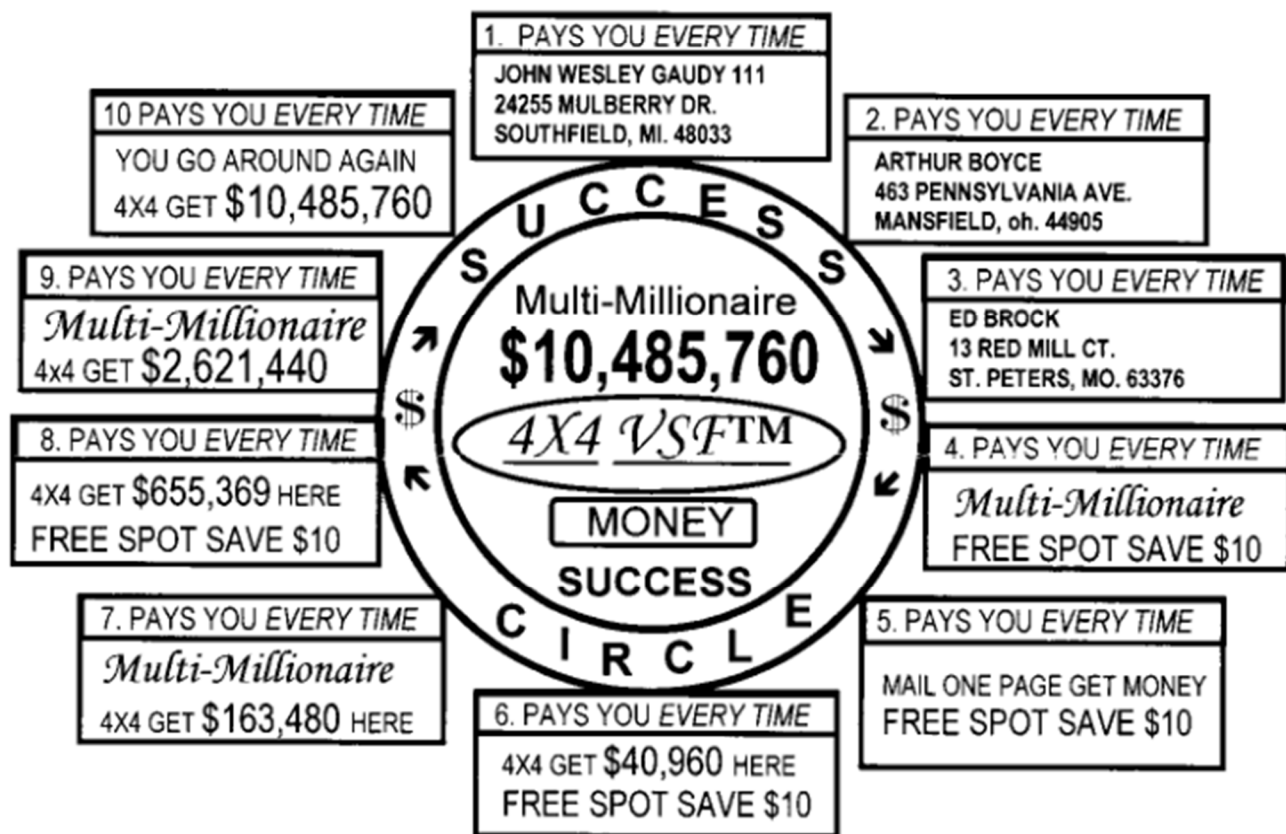 1. PAYS YOU EVERY TIME
JOHN WESLEY GAUDY 111
24255 MULBERRY DR.
SOUTHFIELD, MI. 48033
2. PAYS YOU EVERY TIME
ARTHUR BOYCE
463 PENNSYLVANIA AVE.
MANSFIELD, oh. 44905
3. PAYS YOU EVERY TIME
ED BROCK
13 RED MILL CT.
ST. PETERS, MO. 63376
4. PAYS YOU EVERY TIME
Multi-Millionaire
FREE SPOT SAVE $10
5. PAYS YOU EVERY TIME
MAIL ONE PAGE GET MONEY
FREE SPOT SAVE $10
6. PAYS YOU EVERY TIME
4X4 GET $40,960 HERE
FREE SPOT SAVE $10
7. PAYS YOU EVERY TIME
Multi-Millionaire
4X4 GET $163,480 HERE
8. PAYS YOU EVERY TIME
4X4 GET $655,369 HERE
FREE SPOT SAVE $10
9. PAYS YOU EVERY TIME
Multi-Millionaire
4x4 GET $2,621,440
10 PAYS YOU EVERY TIME
YOU GO AROUND AGAIN
4X4 GET $10,485,760
SUCCESS
$ $
CIRCLE
Multi-Millionaire
$10,485,760
4X4 VSF™
MONEY
SUCCESS